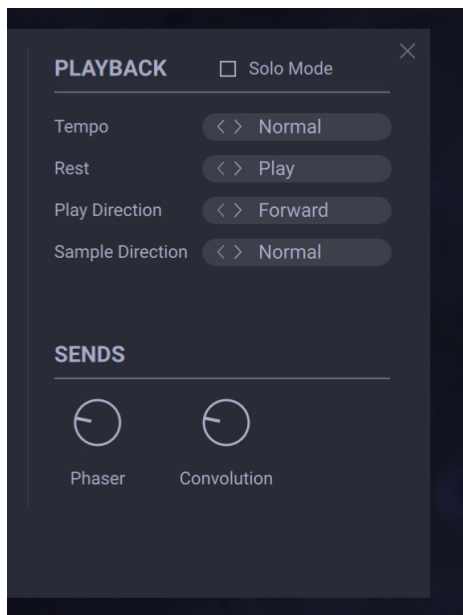 PLAYBACK Solo Mode
Tempo Normal
Rest Play
Play Direction Forward
Sample Direction Normal
SENDS
Phaser Convolution